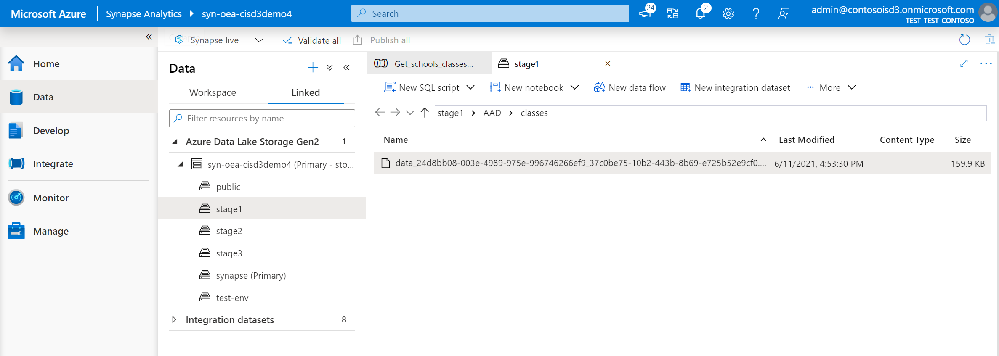 Microsoft Azure Synapse Analytics syn-oea-cisd3demo4 Search 24 2 admin@contosoisd3.onmicrosoft.com
TEST_TEST_CONTOSO
Synapse live Validate all Publish all
Home
Data
Develop
Integrate
Monitor
Manage
Data
Workspace Linked
Filter resources by name
Azure Data Lake Storage Gen2 1
syn-oea-cisd3demo4 (Primary - sto...
public
stage1
stage2
stage3
synapse (Primary)
test-env
Integration datasets 8
Get_schools_classes... stage1
New SQL script New notebook New data flow New integration dataset More
stage1 AAD classes
Name Last Modified Content Type Size
data_24d8bb08-003e-4989-975e-996746266ef9_37c0be75-10b2-443b-8b69-e725b52e9cf0.... 6/11/2021, 4:53:30 PM 159.9 KB